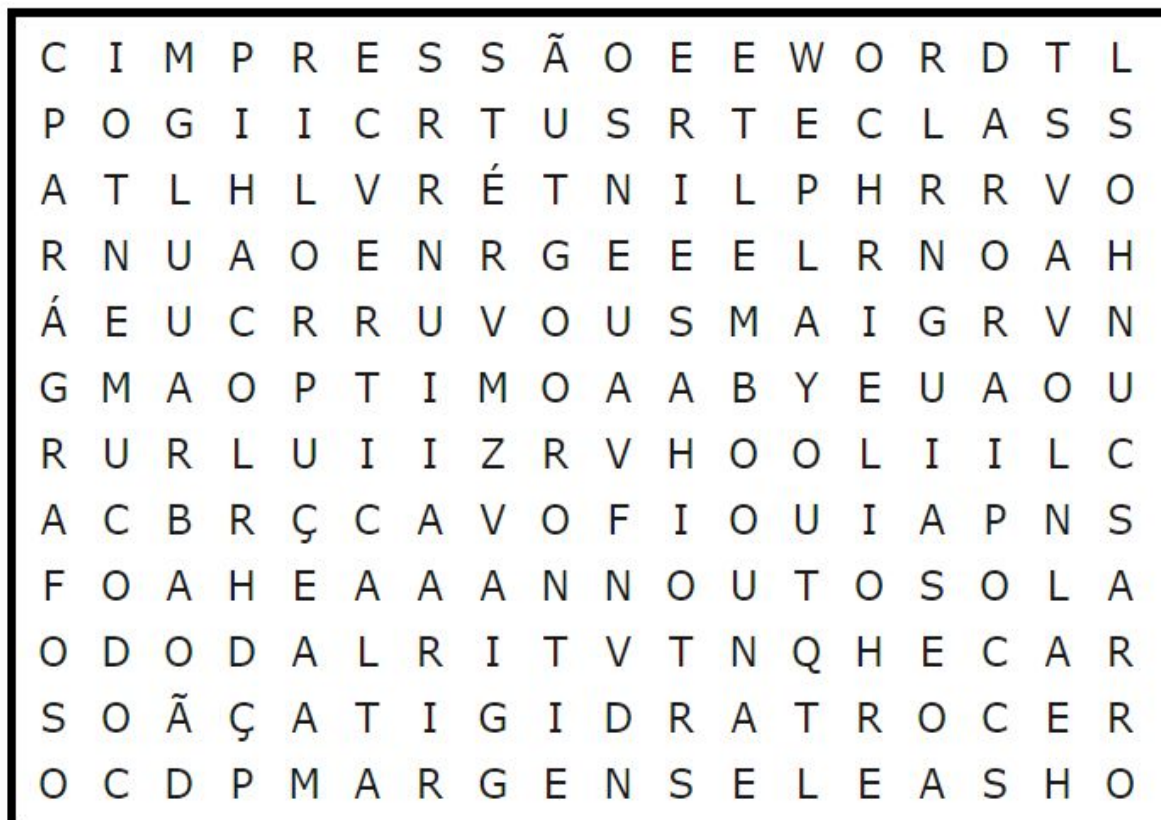 C I M P R E S S Ã O E E W O R D T L
P O G I I C R T U S R T E C L A S S
A T L H L V R É T N I L P H R R V O
R N U A O E N R G E E E L R N O A H
Á E U C R R U V O U S M A I G R V N
G M A O P T I M O A A B Y E U A O U
R U R L U I I Z R V H O O L I I L C
A C B R Ç C A V O F I O U I A P N S
F O A H E A A A N N O U T O S O L A
O D O D A L R I T V T N Q H E C A R
S O Ã Ç A T I G I D R A T R O C E R
O C D P M A R G E N S E L E A S H O